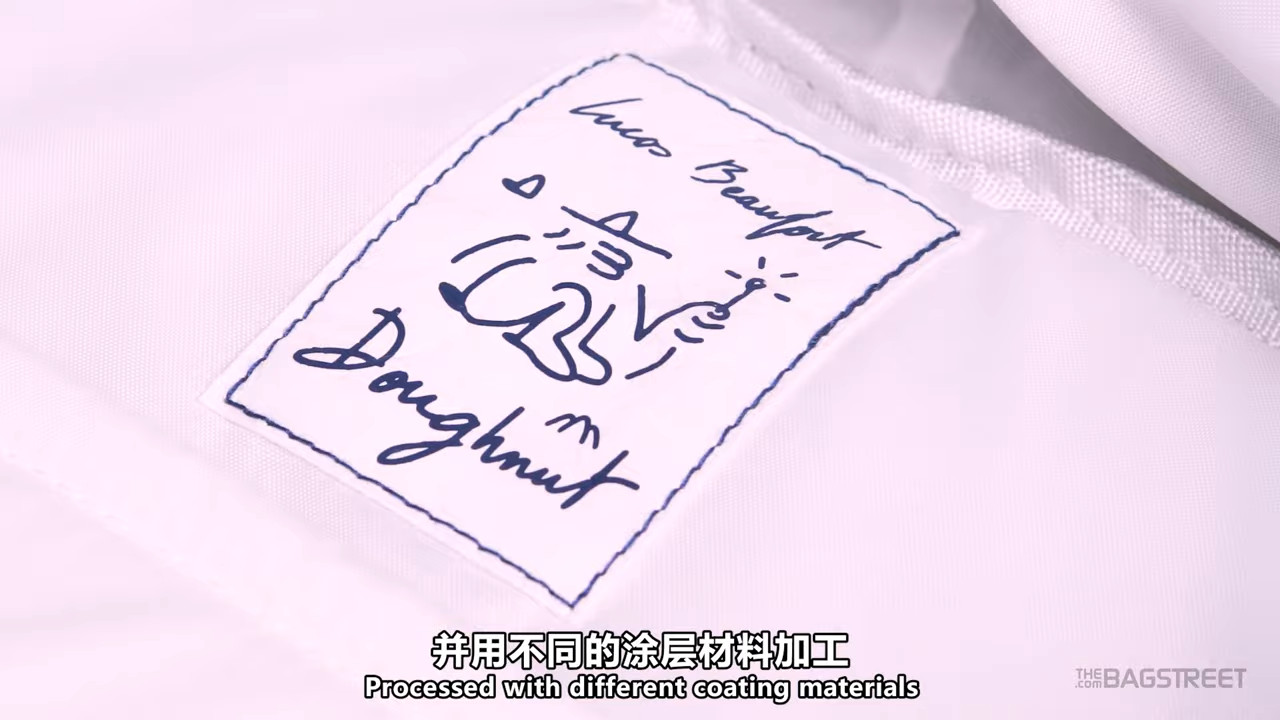 Lucas Beaufort
Doughnut
并用不同的涂层材料加工
Processed with different coating materials
THE
.com BAGSTREET